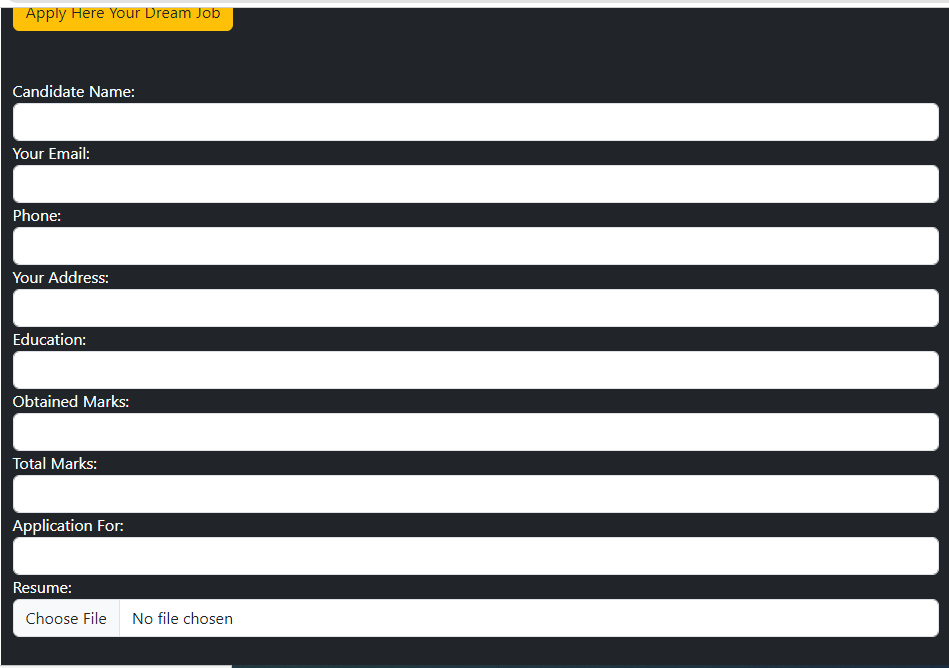 Apply Here Your Dream Job
Candidate Name:
Your Email:
Phone:
Your Address:
Education:
Obtained Marks:
Total Marks:
Application For:
Resume:
Choose File No file chosen